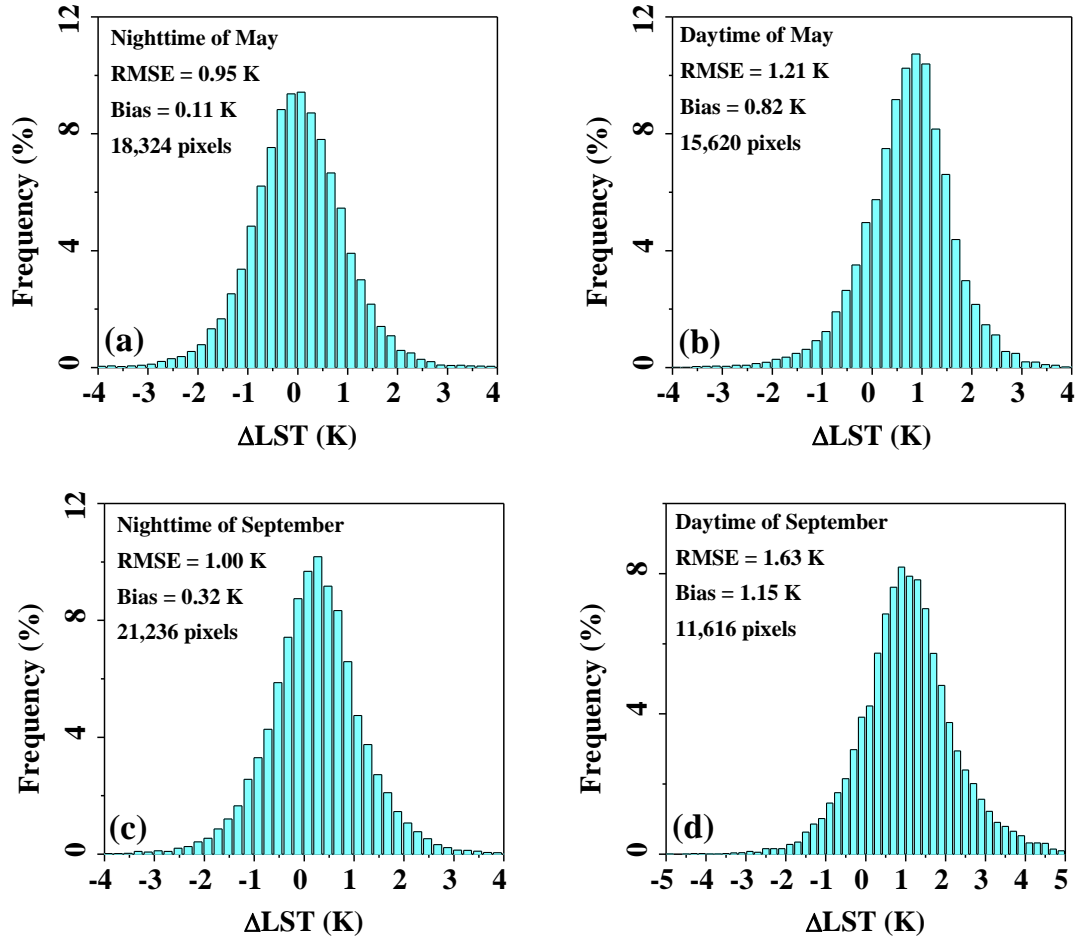 Nighttime of May
RMSE = 0.95 K
Bias = 0.11 K
18,324 pixels
(a)
Frequency (%)
0
4
8
12
-4 -3 -2 -1 0 1 2 3 4
ΔLST (K)
Daytime of May
RMSE = 1.21 K
Bias = 0.82 K
15,620 pixels
(b)
Frequency (%)
0
4
8
12
-4 -3 -2 -1 0 1 2 3 4
ΔLST (K)
Nighttime of September
RMSE = 1.00 K
Bias = 0.32 K
21,236 pixels
(c)
Frequency (%)
0
4
8
12
-4 -3 -2 -1 0 1 2 3 4
ΔLST (K)
Daytime of September
RMSE = 1.63 K
Bias = 1.15 K
11,616 pixels
(d)
Frequency (%)
0
4
8
-5 -4 -3 -2 -1 0 1 2 3 4 5
ΔLST (K)